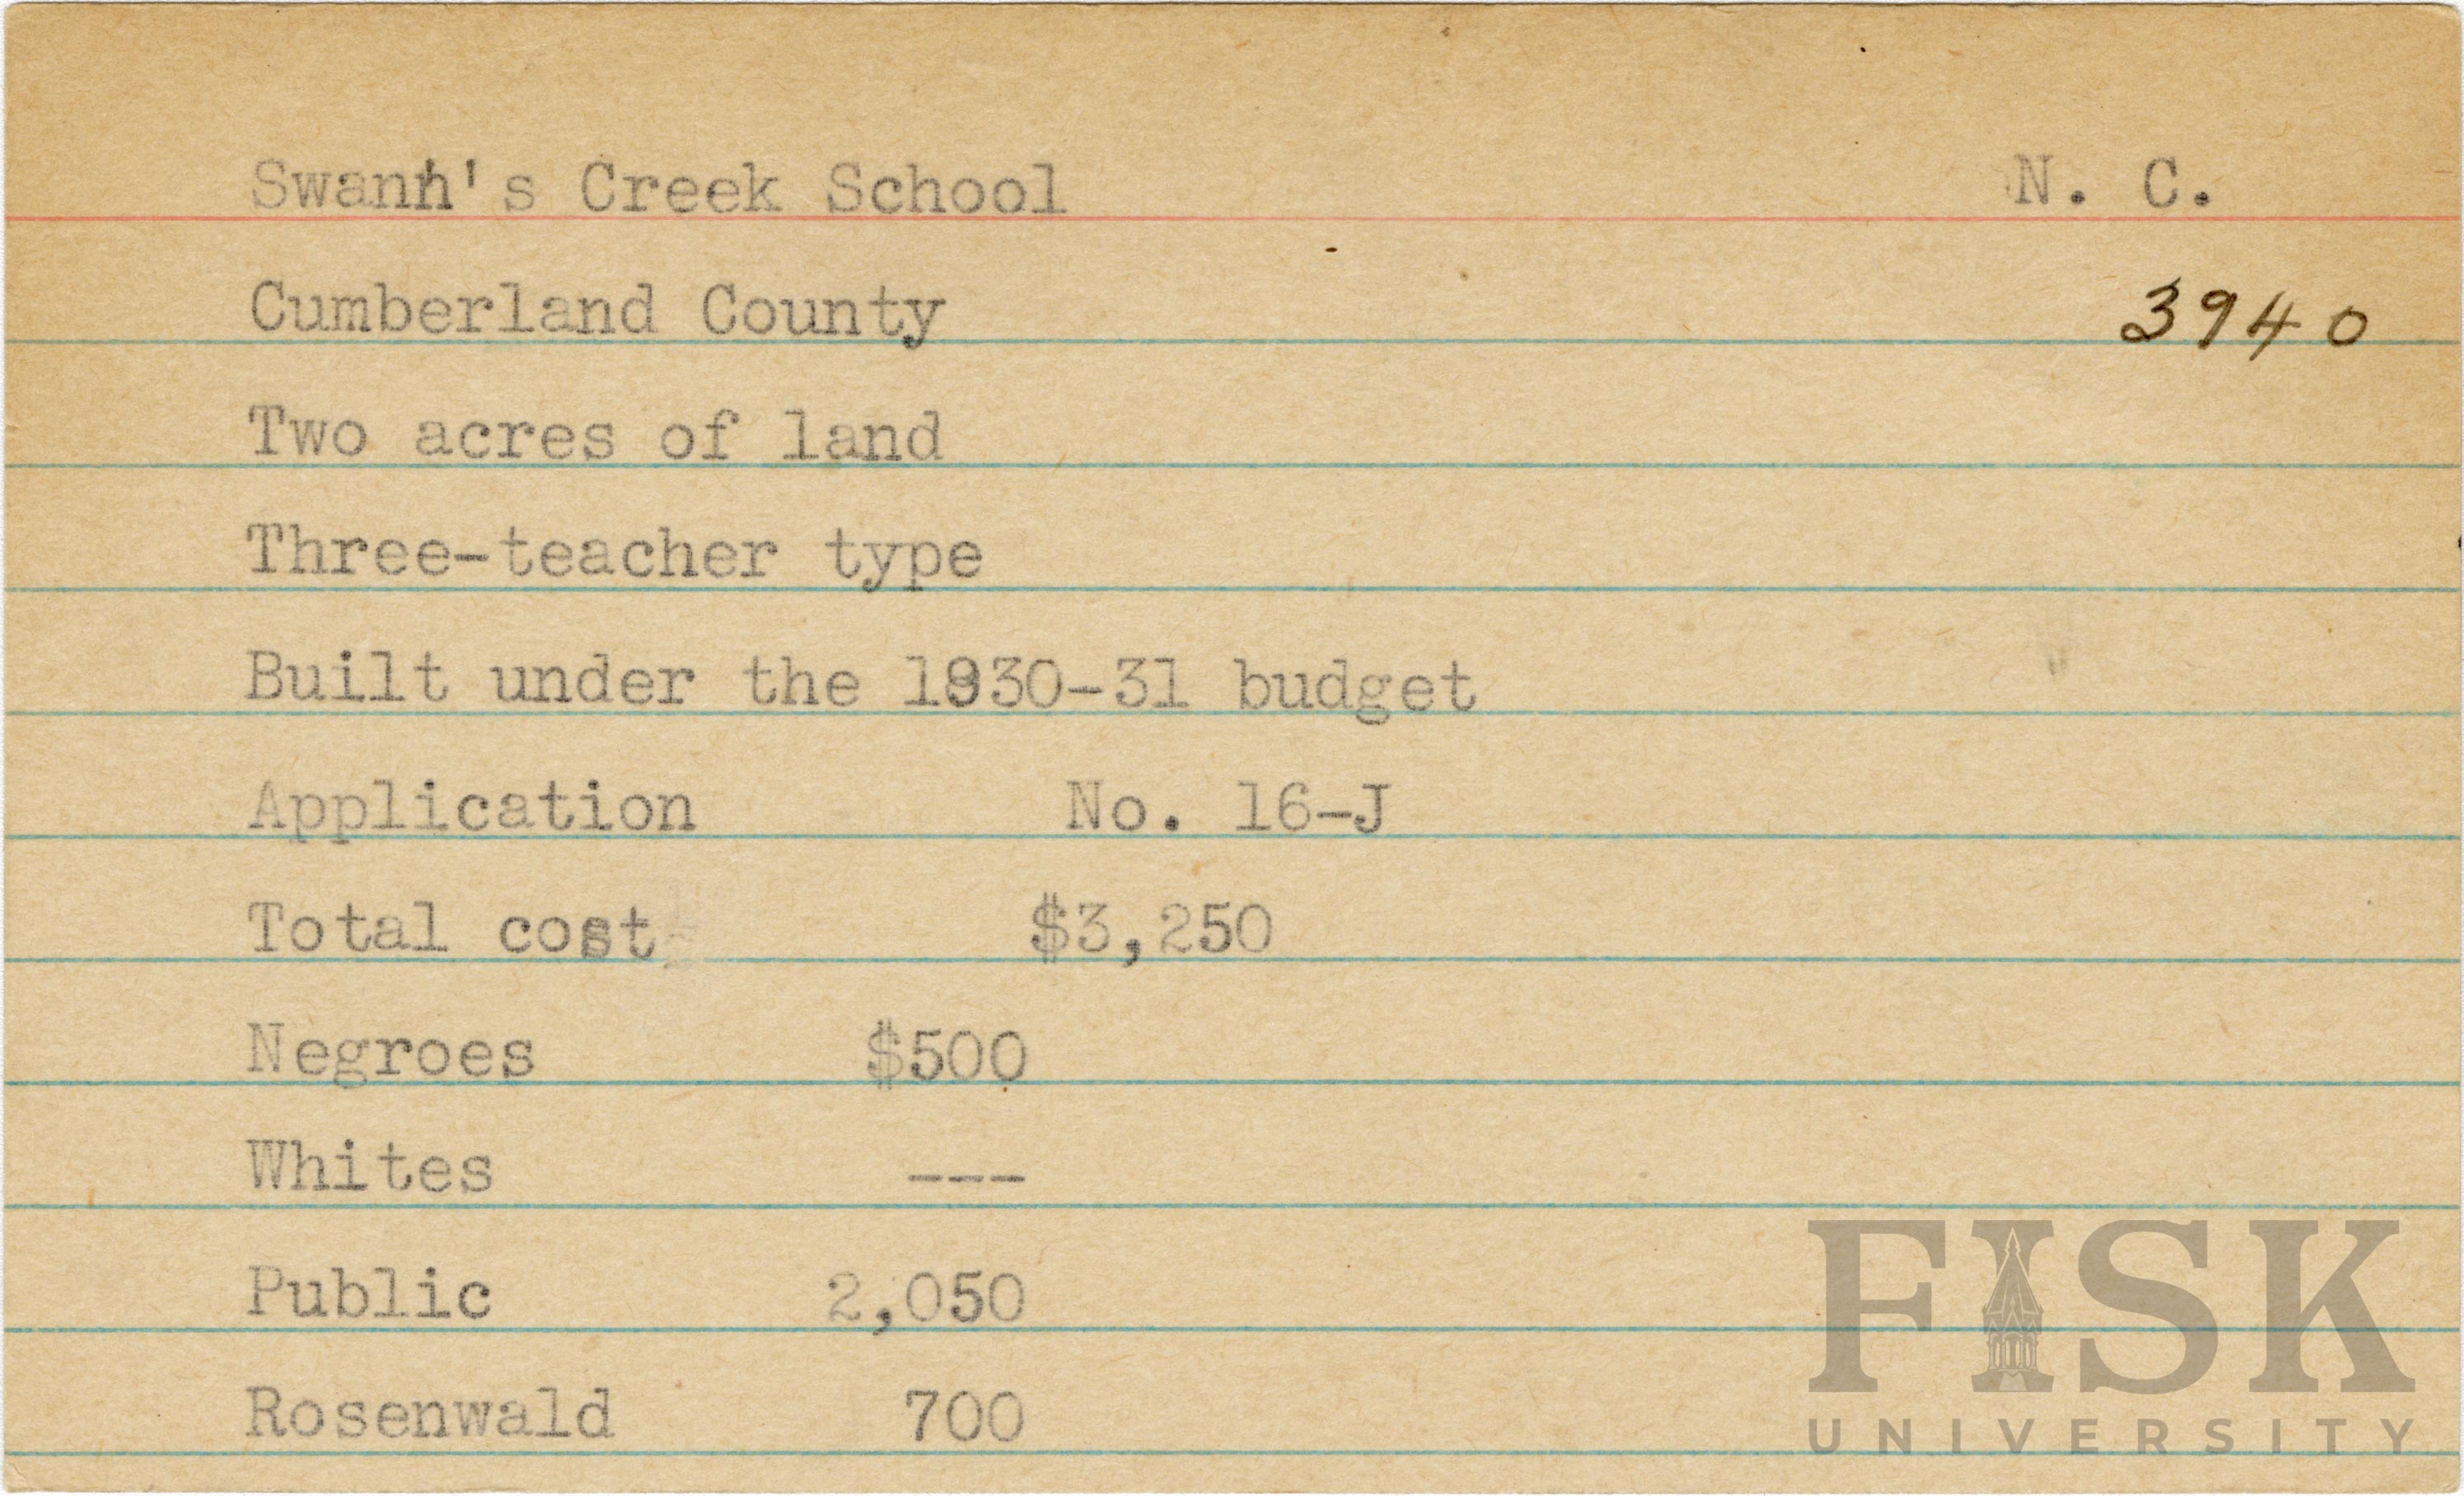 Swann's Creek School N. C.
Cumberland County 3940
Two acres of land
Three-teacher type
Built under the 1930-31 budget
Application No. 16-J
Total cost $3,250
Negroes $500
Whites ---
Public 2,050
Rosenwald 700
FISK
UNIVERSITY